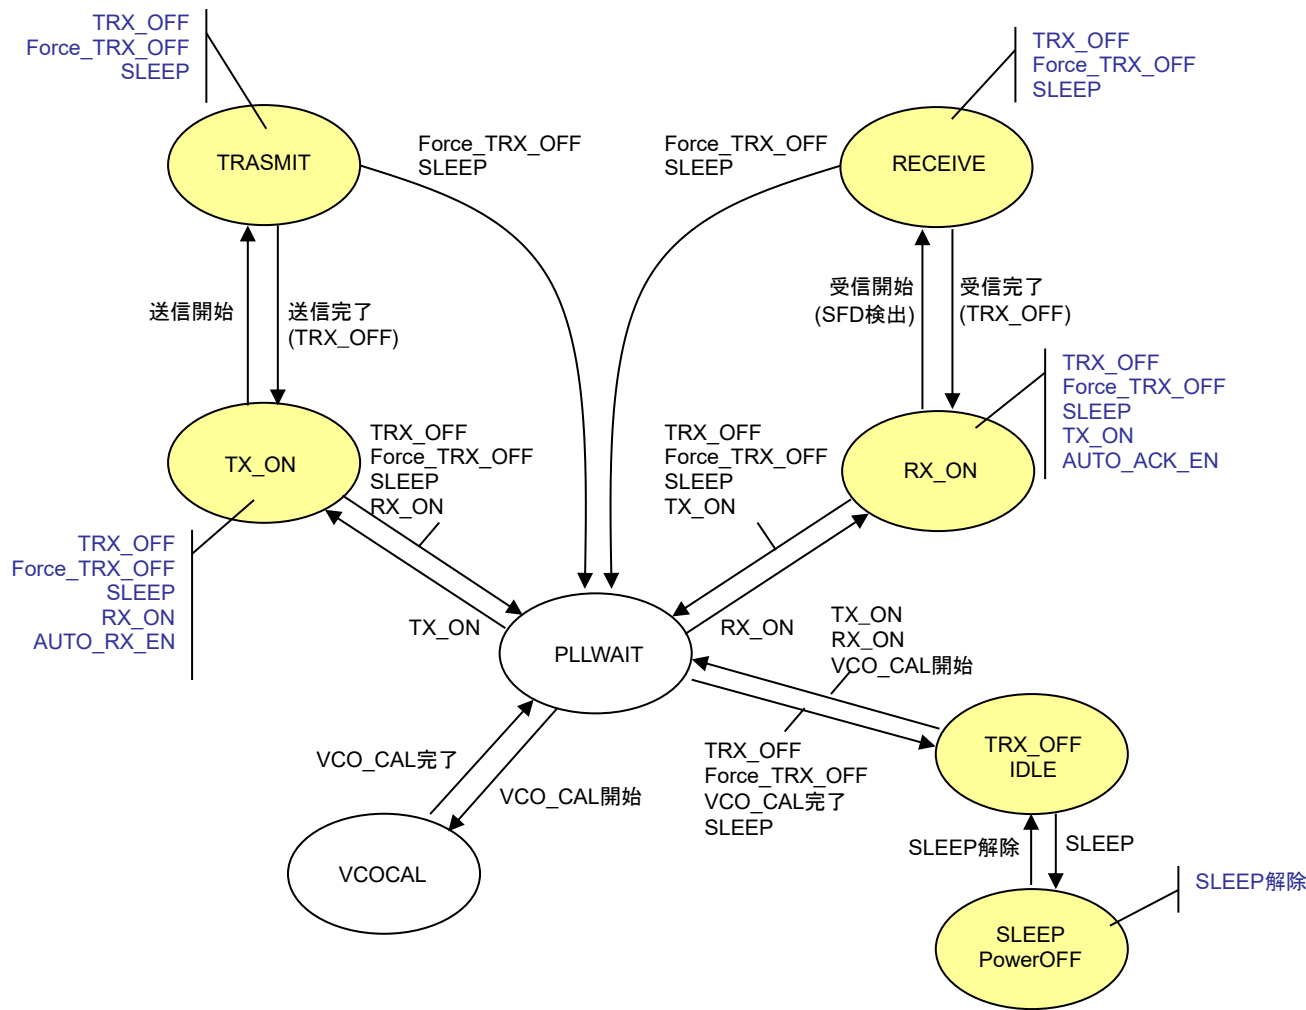 TRX_OFF
Force_TRX_OFF
SLEEP
TRX_OFF
Force_TRX_OFF
SLEEP
TRASMIT
Force_TRX_OFF
SLEEP
Force_TRX_OFF
SLEEP
RECEIVE
送信開始
送信完了
(TRX_OFF)
受信開始
(SFD検出)
受信完了
(TRX_OFF)
TRX_OFF
Force_TRX_OFF
SLEEP
TX_ON
AUTO_ACK_EN
TX_ON
TRX_OFF
Force_TRX_OFF
SLEEP
RX_ON
TRX_OFF
Force_TRX_OFF
SLEEP
TX_ON
RX_ON
TRX_OFF
Force_TRX_OFF
SLEEP
RX_ON
AUTO_RX_EN
TX_ON
PLLWAIT
RX_ON
TX_ON
RX_ON
VCO_CAL開始
VCO_CAL完了
VCO_CAL開始
TRX_OFF
Force_TRX_OFF
VCO_CAL完了
SLEEP
TRX_OFF
IDLE
VCOCAL
SLEEP解除
SLEEP
SLEEP解除
SLEEP
PowerOFF